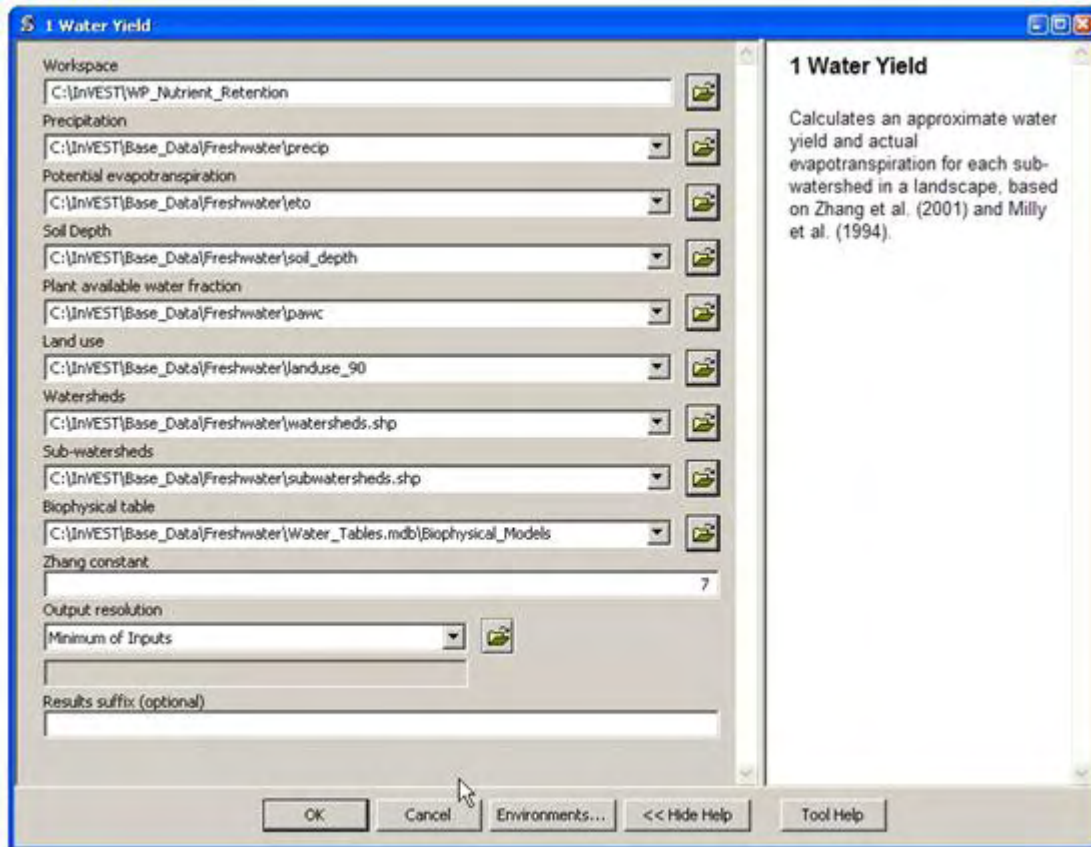 1 Water Yield
Workspace
C:\InVEST\WP_Nutrient_Retention
Precipitation
C:\InVEST\Base_Data\Freshwater\precip
Potential evapotranspiration
C:\InVEST\Base_Data\Freshwater\eto
Soil Depth
C:\InVEST\Base_Data\Freshwater\soil_depth
Plant available water fraction
C:\InVEST\Base_Data\Freshwater\pawc
Land use
C:\InVEST\Base_Data\Freshwater\landuse_90
Watersheds
C:\InVEST\Base_Data\Freshwater\watersheds.shp
Sub-watersheds
C:\InVEST\Base_Data\Freshwater\subwatersheds.shp
Biophysical table
C:\InVEST\Base_Data\Freshwater\Water_Tables.mdb\Biophysical_Models
Zhang constant
7
Output resolution
Minimum of Inputs
Results suffix (optional)
1 Water Yield
Calculates an approximate water
yield and actual
evapotranspiration for each sub-
watershed in a landscape, based
on Zhang et al. (2001) and Milly
et al. (1994).
OK
Cancel
Environments...
<< Hide Help
Tool Help